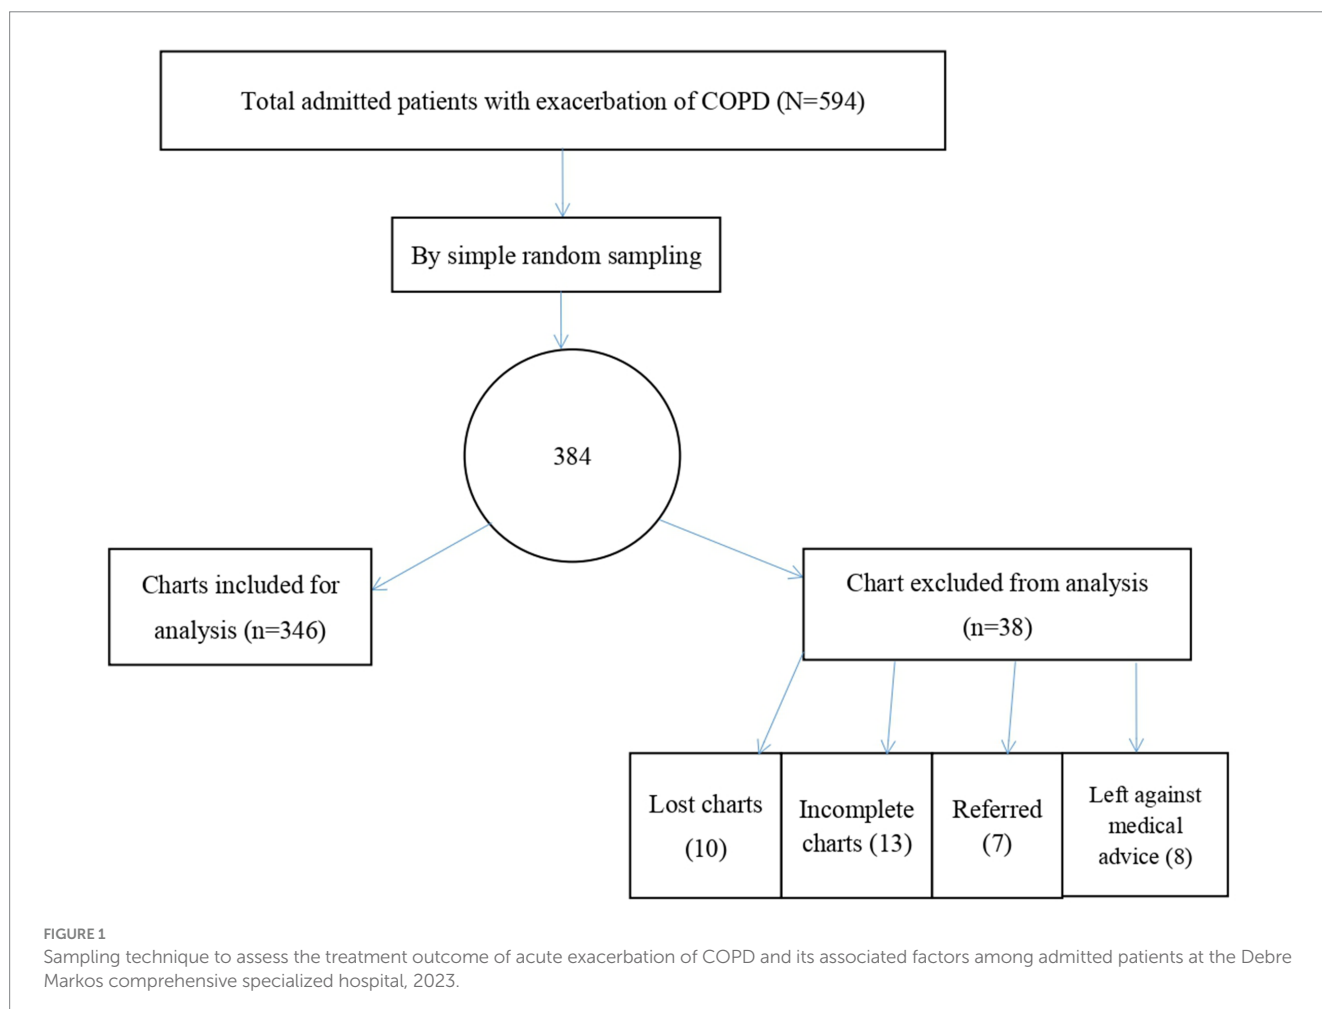 Total admitted patients with exacerbation of COPD (N=594)
By simple random sampling
384
Charts included for
analysis (n=346)
Chart excluded from analysis
(n=38)
Lost charts
(10)
Incomplete
charts (13)
Referred
(7)
Left against
medical
advice (8)
FIGURE 1
Sampling technique to assess the treatment outcome of acute exacerbation of COPD and its associated factors among admitted patients at the Debre
Markos comprehensive specialized hospital, 2023.